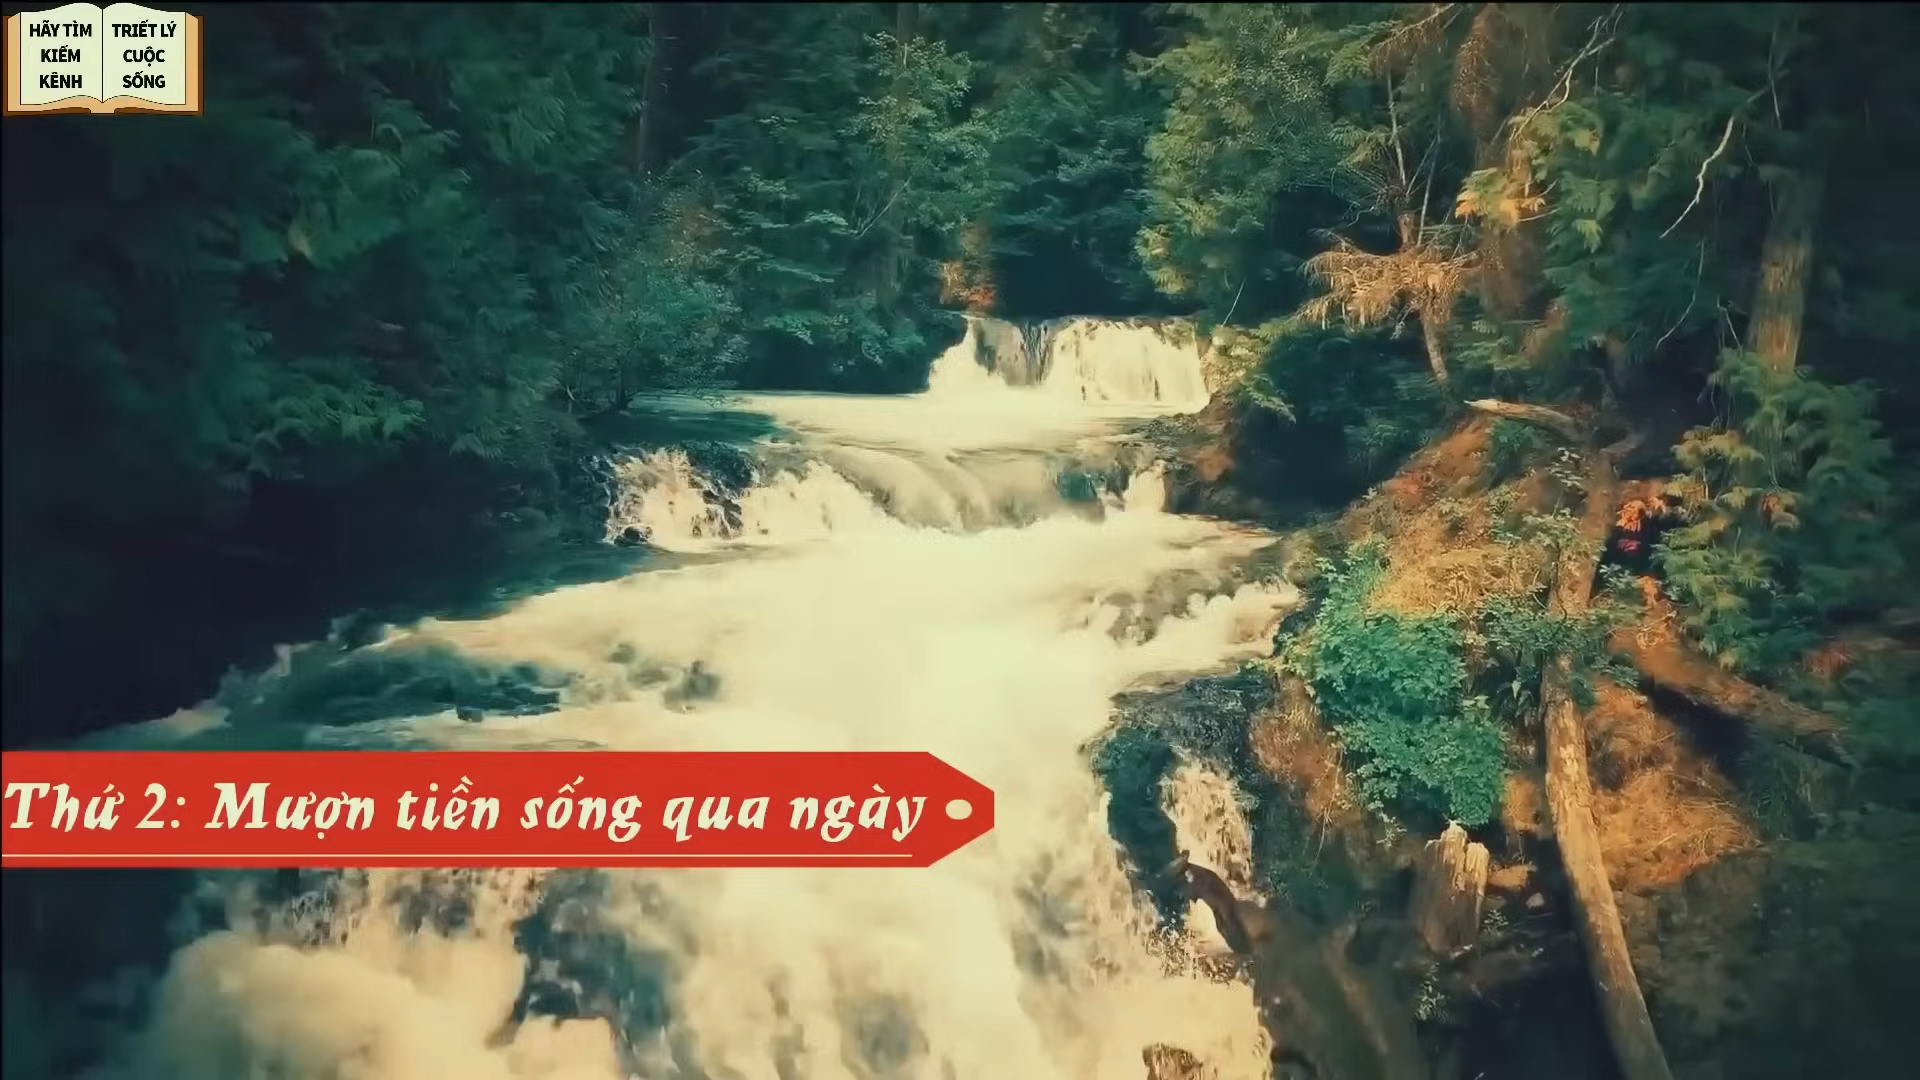 HÃY TÌM
KIẾM
KÊNH
TRIẾT LÝ
CUỘC
SỐNG
Thứ 2: Mượn tiền sống qua ngày